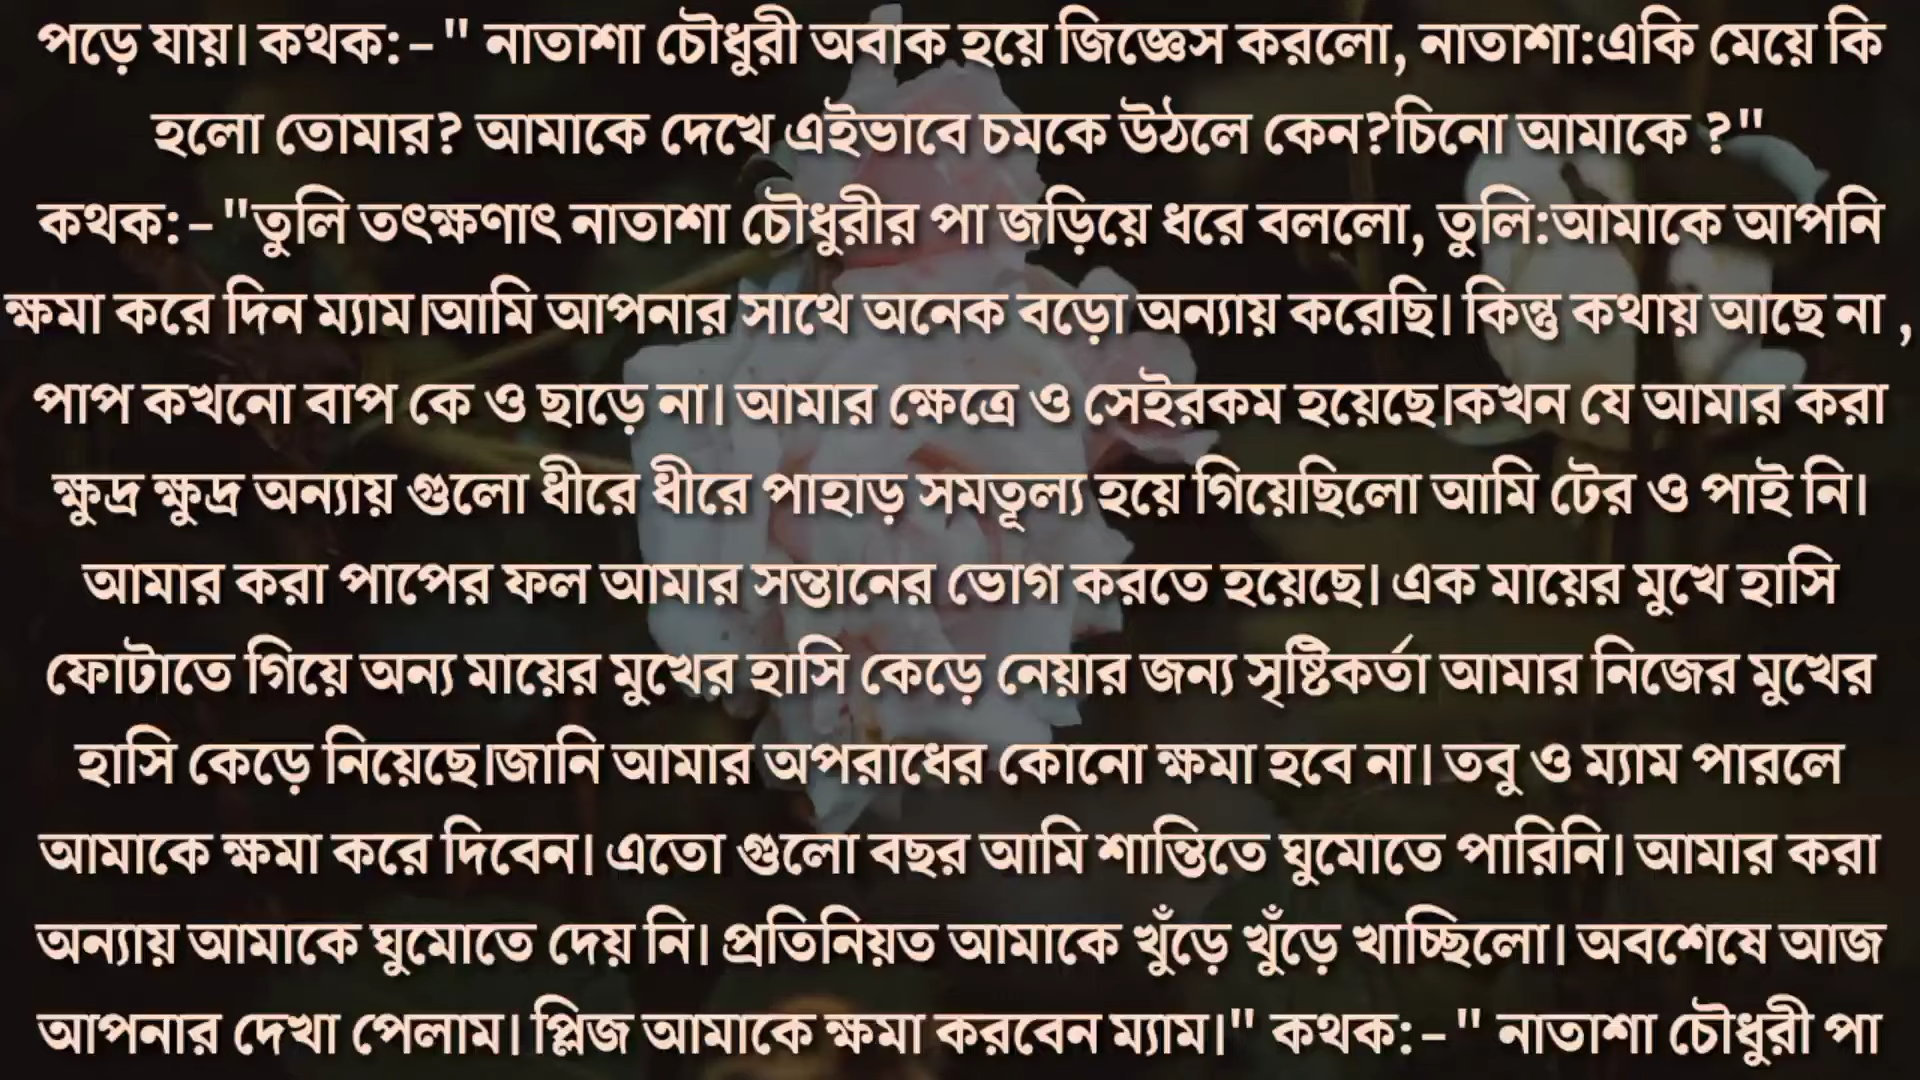 পড়ে যায়। কথক:-" নাতাশা চৌধুরী অবাক হয়ে জিজ্ঞেস করলো, নাতাশা:একি মেয়ে কি
হলো তোমার? আমাকে দেখে এইভাবে চমকে উঠলে কেন?চিনো আমাকে ?"
কথক:-"তুলি তৎক্ষণাৎ নাতাশা চৌধুরীর পা জড়িয়ে ধরে বললো, তুলি:আমাকে আপনি
ক্ষমা করে দিন ম্যাম।আমি আপনার সাথে অনেক বড়ো অন্যায় করেছি। কিন্তু কথায় আছে না ,
পাপ কখনো বাপ কে ও ছাড়ে না। আমার ক্ষেত্রে ও সেইরকম হয়েছে।কখন যে আমার করা
ক্ষুদ্র ক্ষুদ্র অন্যায় গুলো ধীরে ধীরে পাহাড় সমতূল্য হয়ে গিয়েছিলো আমি টের ও পাই নি।
আমার করা পাপের ফল আমার সন্তানের ভোগ করতে হয়েছে। এক মায়ের মুখে হাসি
ফোটাতে গিয়ে অন্য মায়ের মুখের হাসি কেড়ে নেয়ার জন্য সৃষ্টিকর্তা আমার নিজের মুখের
হাসি কেড়ে নিয়েছে।জানি আমার অপরাধের কোনো ক্ষমা হবে না। তবু ও ম্যাম পারলে
আমাকে ক্ষমা করে দিবেন। এতো গুলো বছর আমি শান্তিতে ঘুমোতে পারিনি। আমার করা
অন্যায় আমাকে ঘুমোতে দেয় নি। প্রতিনিয়ত আমাকে খুঁড়ে খুঁড়ে খাচ্ছিলো। অবশেষে আজ
আপনার দেখা পেলাম। প্লিজ আমাকে ক্ষমা করবেন ম্যাম।" কথক:-" নাতাশা চৌধুরী পা